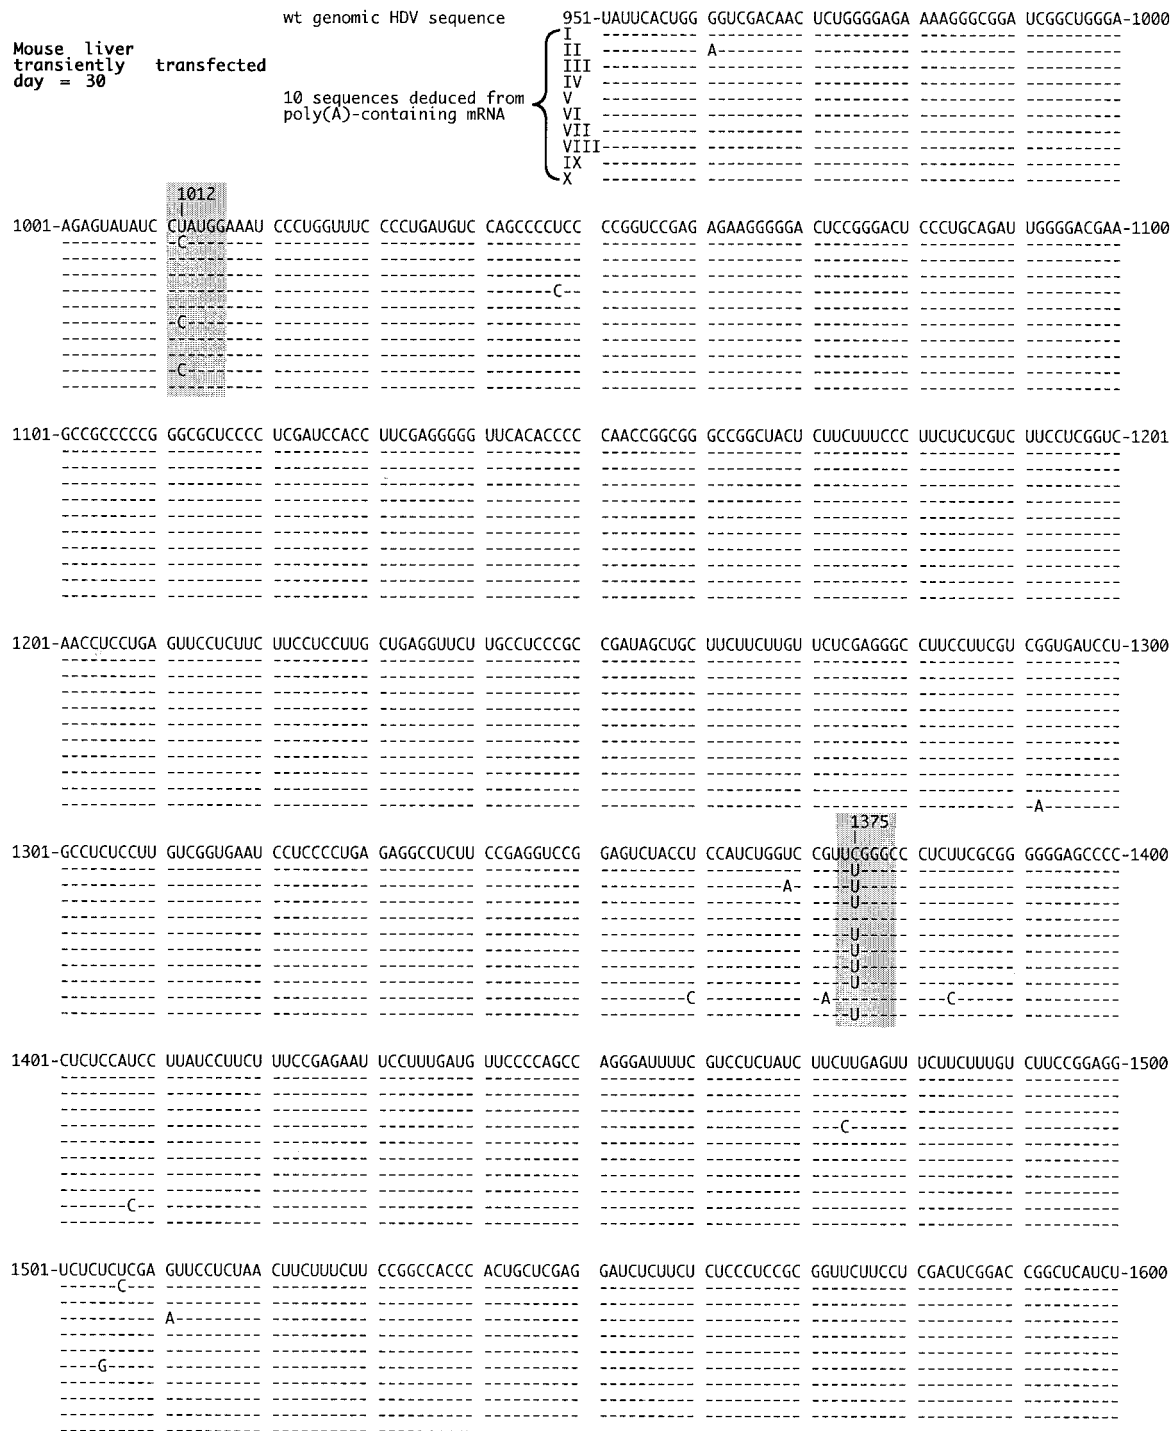 wt genomic HDV sequence 951-UAUUCACUGG GGUCGACAAC UCUGGGGAGA AAAGGGCGGA UCGGCUGGGA-1000
Mouse liver
transiently transfected
day = 30
10 sequences deduced from
poly(A)-containing mRNA
I
II A
III
IV
V
VI
VII
VIII
IX
X
1012
1001-AGAGUAUAUC CUAUGGAAAU CCCUGGUUUC CCCUGAUGUC CAGCCCCUCC CCGGUCCGAG AGAAGGGGGA CUCCGGGACU CCCUGCAGAU UGGGGACGAA-1100
C
C
C
C
1101-GCCGCCCCCG GGCGCUCCCC UCGAUCCACC UUCGAGGGGG UUCACACCCC CAACCGGCGG GCCGGCUACU CUUCUUUCCC UUCUCUCGUC UUCCUCGGUC-1201
1201-AACCUCCUGA GUUCCUCUUC UUCCUCCUUG CUGAGGUUCU UGCCUCCCGC CGAUAGCUGC UUCUUCUUGU UCUCGAGGGC CUUCCUUCGU CGGUGAUCCU-1300
A
1375
1301-GCCUCUCCUU GUCGGUGAAU CCUCCCCUGA GAGGCCUCUU CCGAGGUCCG GAGUCUACCU CCAUCUGGUC CGUUCGGGCC CUCUUCGCGG GGGGAGCCCC-1400
U
A U
U
U
U
U
U
C A C
U
1401-CUCUCCAUCC UUAUCCUUCU UUCCGAGAAU UCCUUUGAUG UUCCCCAGCC AGGGAUUUUC GUCCUCUAUC UUCUUGAGUU UCUUCUUUGU CUUCCGGAGG-1500
C
C
1501-UCUCUCUCGA GUUCCUCUAA CUUCUUUCUU CCGGCCACCC ACUGCUCGAG GAUCUCUUCU CUCCCUCCGC GGUUCUUCCU CGACUCGGAC CGGCUCAUCU-1600
C
A
G